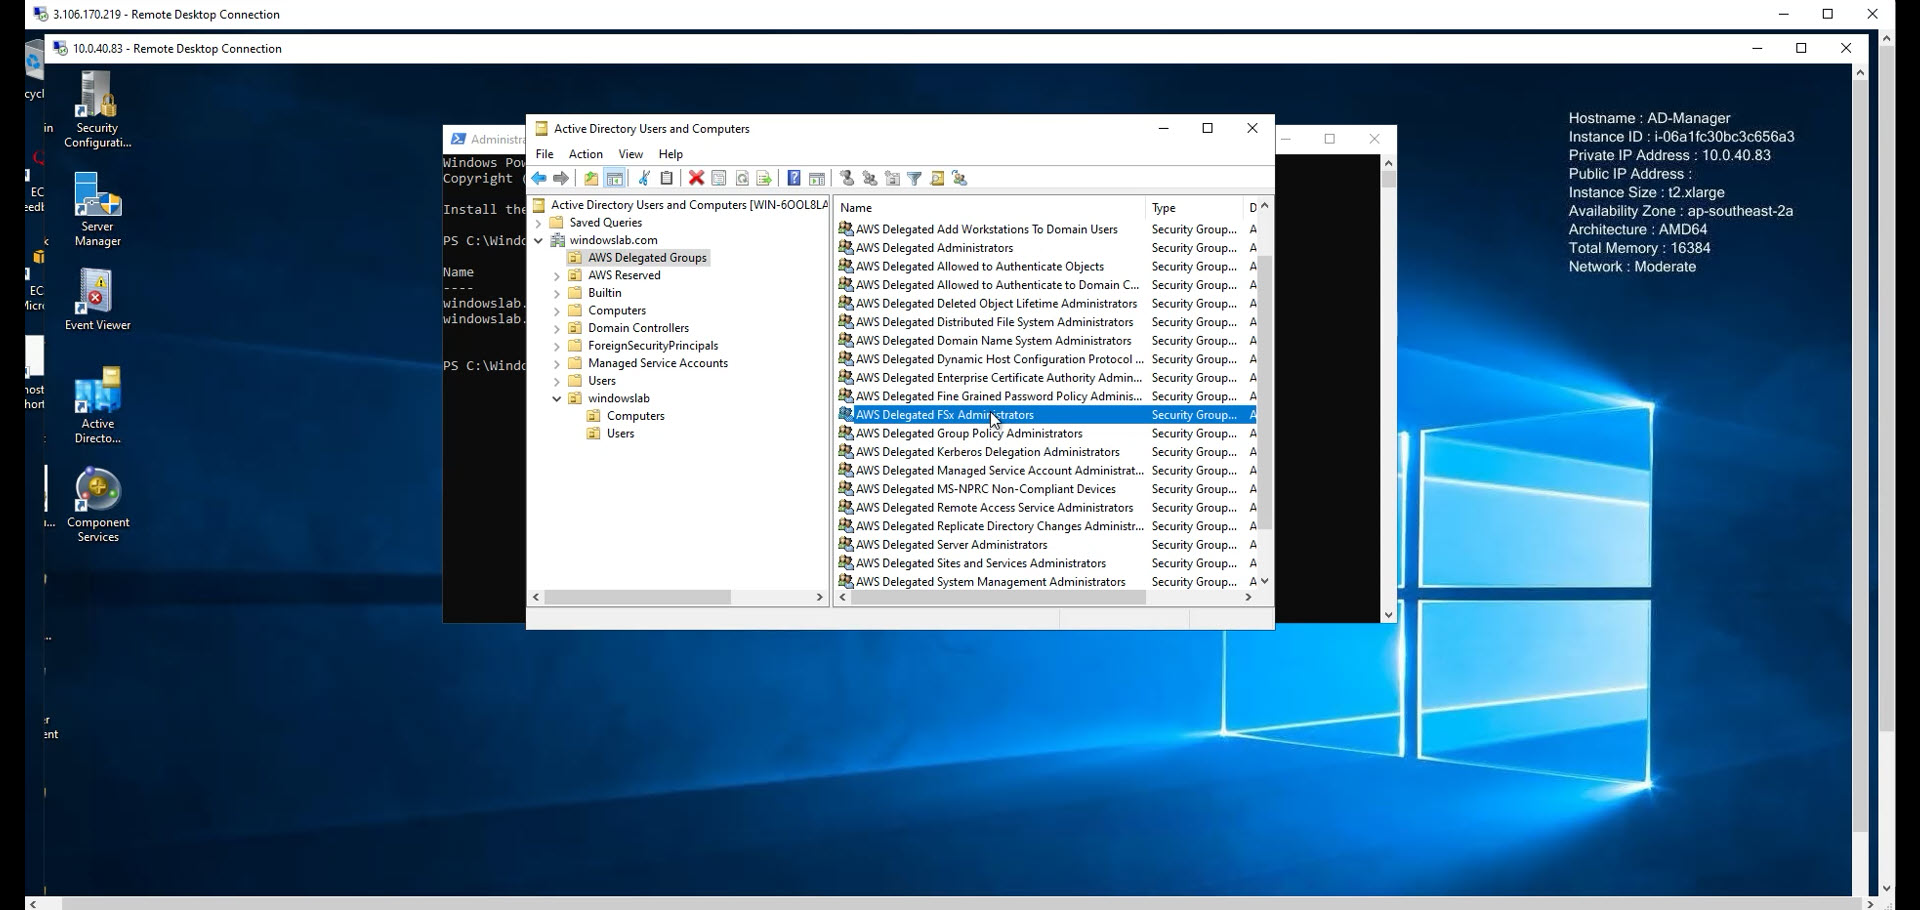 3.106.170.219 - Remote Desktop Connection
10.0.40.83 - Remote Desktop Connection
Security
Configurati...
Server
Manager
Event Viewer
Active
Directo...
Component
Services
Administra
Windows Pow
Copyright (
Install the
PS C:\Windo
Name
----
windowslab.
windowslab.
PS C:\Windo
Active Directory Users and Computers
File Action View Help
Active Directory Users and Computers [WIN-6OOL8LA
Saved Queries
windowslab.com
AWS Delegated Groups
AWS Reserved
Builtin
Computers
Domain Controllers
ForeignSecurityPrincipals
Managed Service Accounts
Users
windowslab
Computers
Users
Name Type D
AWS Delegated Add Workstations To Domain Users Security Group... A
AWS Delegated Administrators Security Group... A
AWS Delegated Allowed to Authenticate Objects Security Group... A
AWS Delegated Allowed to Authenticate to Domain C... Security Group... A
AWS Delegated Deleted Object Lifetime Administrators Security Group... A
AWS Delegated Distributed File System Administrators Security Group... A
AWS Delegated Domain Name System Administrators Security Group... A
AWS Delegated Dynamic Host Configuration Protocol ... Security Group... A
AWS Delegated Enterprise Certificate Authority Admin... Security Group... A
AWS Delegated Fine Grained Password Policy Adminis... Security Group... A
AWS Delegated FSx Administrators Security Group... A
AWS Delegated Group Policy Administrators Security Group... A
AWS Delegated Kerberos Delegation Administrators Security Group... A
AWS Delegated Managed Service Account Administrat... Security Group... A
AWS Delegated MS-NPRC Non-Compliant Devices Security Group... A
AWS Delegated Remote Access Service Administrators Security Group... A
AWS Delegated Replicate Directory Changes Administr... Security Group... A
AWS Delegated Server Administrators Security Group... A
AWS Delegated Sites and Services Administrators Security Group... A
AWS Delegated System Management Administrators Security Group... A
Hostname : AD-Manager
Instance ID : i-06a1fc30bc3c656a3
Private IP Address : 10.0.40.83
Public IP Address :
Instance Size : t2.xlarge
Availability Zone : ap-southeast-2a
Architecture : AMD64
Total Memory : 16384
Network : Moderate